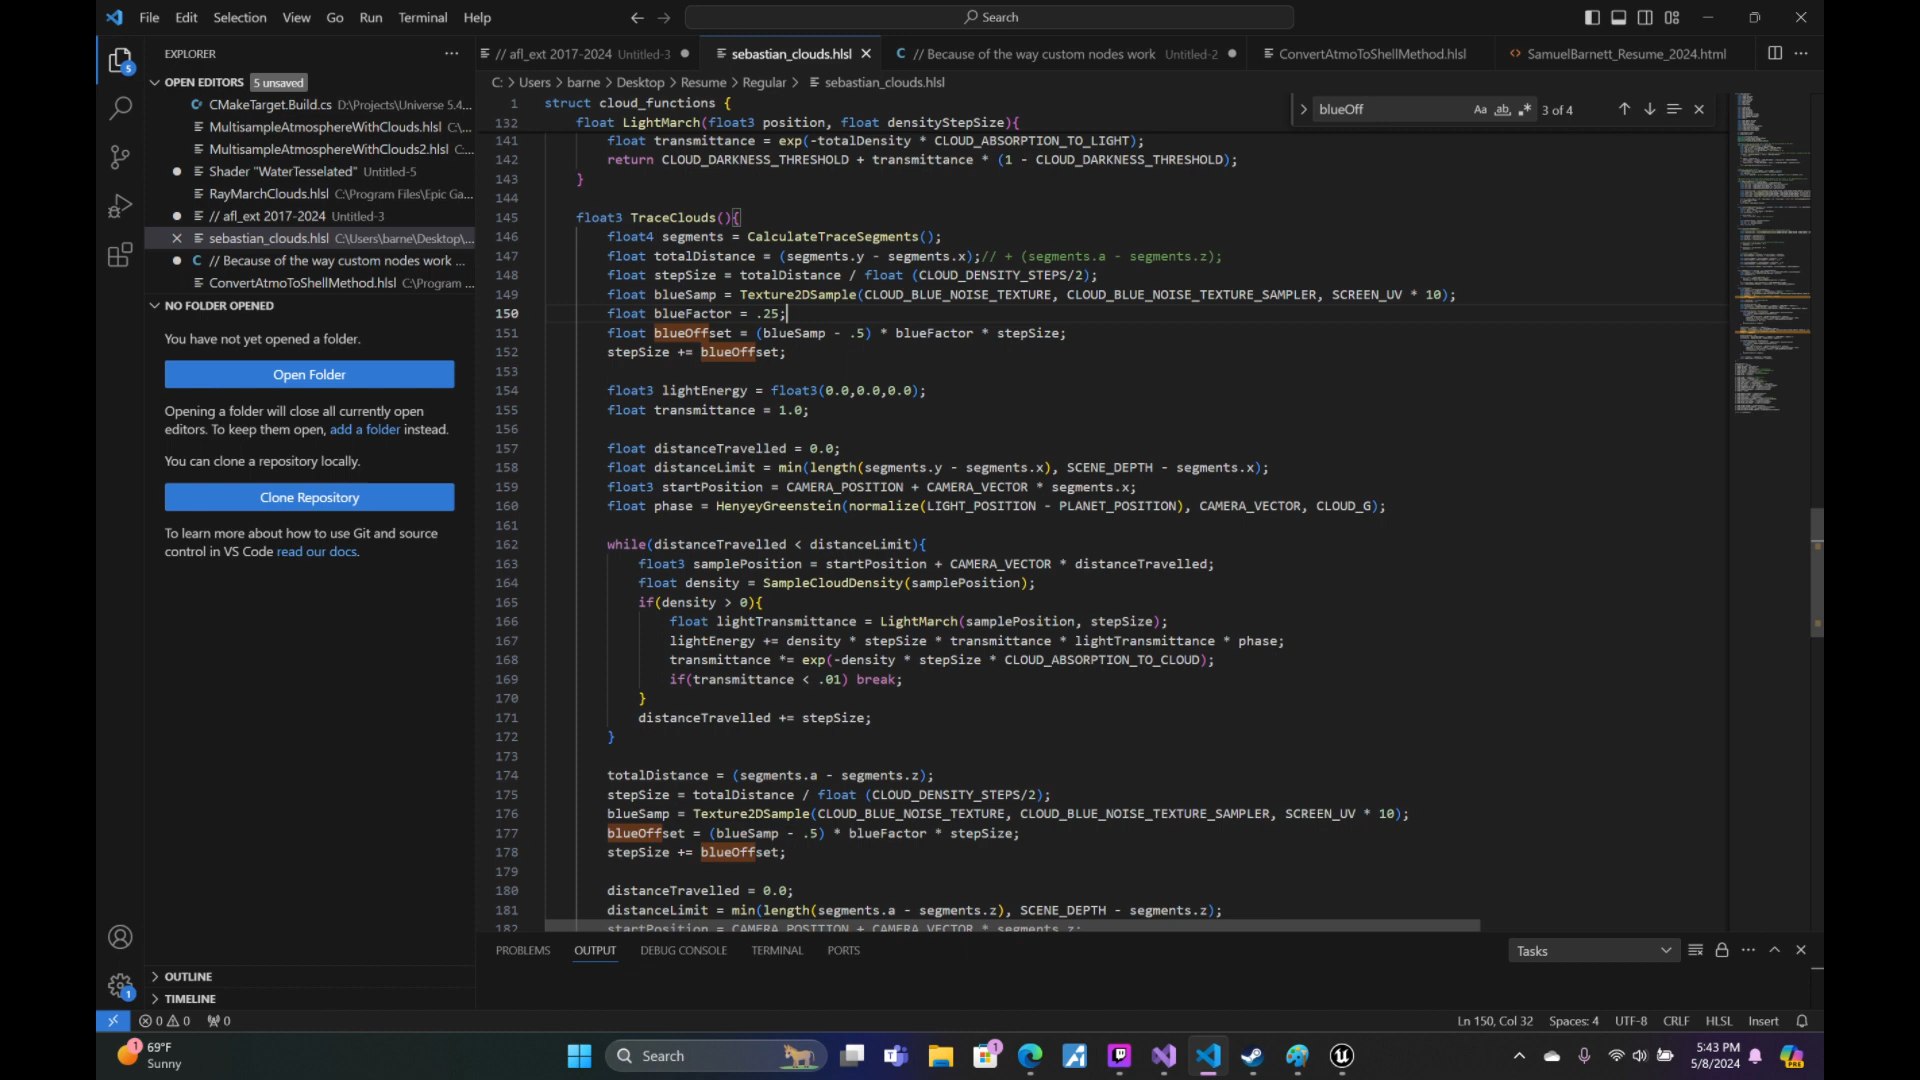 File Edit Selection View Go Run Terminal Help
Search
EXPLORER
// afl_ext 2017-2024 Untitled-3
sebastian_clouds.hlsl
C // Because of the way custom nodes work Untitled-2
ConvertAtmoToShellMethod.hlsl
SamuelBarnett_Resume_2024.html
OPEN EDITORS 5 unsaved
C: > Users > barne > Desktop > Resume > Regular > sebastian_clouds.hlsl
blueOff
Aa ab .* 3 of 4
CMakeTarget.Build.cs D:\Projects\Universe 5.4...
MultisampleAtmosphereWithClouds.hlsl C:\...
MultisampleAtmosphereWithClouds2.hlsl C:...
Shader "WaterTesselated" Untitled-5
RayMarchClouds.hlsl C:\Program Files\Epic Ga...
// afl_ext 2017-2024 Untitled-3
sebastian_clouds.hlsl C:\Users\barne\Desktop\...
C // Because of the way custom nodes work ...
ConvertAtmoToShellMethod.hlsl C:\Program ...
NO FOLDER OPENED
You have not yet opened a folder.
Open Folder
Opening a folder will close all currently open
editors. To keep them open, add a folder instead.
You can clone a repository locally.
Clone Repository
To learn more about how to use Git and source
control in VS Code read our docs.
OUTLINE
TIMELINE
1 struct cloud_functions {
132 float LightMarch(float3 position, float densityStepSize){
141 float transmittance = exp(-totalDensity * CLOUD_ABSORPTION_TO_LIGHT);
142 return CLOUD_DARKNESS_THRESHOLD + transmittance * (1 - CLOUD_DARKNESS_THRESHOLD);
143 }
144
145 float3 TraceClouds(){
146 float4 segments = CalculateTraceSegments();
147 float totalDistance = (segments.y - segments.x);// + (segments.a - segments.z);
148 float stepSize = totalDistance / float (CLOUD_DENSITY_STEPS/2);
149 float blueSamp = Texture2DSample(CLOUD_BLUE_NOISE_TEXTURE, CLOUD_BLUE_NOISE_TEXTURE_SAMPLER, SCREEN_UV * 10);
150 float blueFactor = .25;
151 float blueOffset = (blueSamp - .5) * blueFactor * stepSize;
152 stepSize += blueOffset;
153
154 float3 lightEnergy = float3(0.0,0.0,0.0);
155 float transmittance = 1.0;
156
157 float distanceTravelled = 0.0;
158 float distanceLimit = min(length(segments.y - segments.x), SCENE_DEPTH - segments.x);
159 float3 startPosition = CAMERA_POSITION + CAMERA_VECTOR * segments.x;
160 float phase = HenyeyGreenstein(normalize(LIGHT_POSITION - PLANET_POSITION), CAMERA_VECTOR, CLOUD_G);
161
162 while(distanceTravelled < distanceLimit){
163 float3 samplePosition = startPosition + CAMERA_VECTOR * distanceTravelled;
164 float density = SampleCloudDensity(samplePosition);
165 if(density > 0){
166 float lightTransmittance = LightMarch(samplePosition, stepSize);
167 lightEnergy += density * stepSize * transmittance * lightTransmittance * phase;
168 transmittance *= exp(-density * stepSize * CLOUD_ABSORPTION_TO_CLOUD);
169 if(transmittance < .01) break;
170 }
171 distanceTravelled += stepSize;
172 }
173
174 totalDistance = (segments.a - segments.z);
175 stepSize = totalDistance / float (CLOUD_DENSITY_STEPS/2);
176 blueSamp = Texture2DSample(CLOUD_BLUE_NOISE_TEXTURE, CLOUD_BLUE_NOISE_TEXTURE_SAMPLER, SCREEN_UV * 10);
177 blueOffset = (blueSamp - .5) * blueFactor * stepSize;
178 stepSize += blueOffset;
179
180 distanceTravelled = 0.0;
181 distanceLimit = min(length(segments.a - segments.z), SCENE_DEPTH - segments.z);
182 startPosition = CAMERA_POSITION + CAMERA_VECTOR * segments.z;
PROBLEMS OUTPUT DEBUG CONSOLE TERMINAL PORTS
Tasks
0 0 0
Ln 150, Col 32 Spaces: 4 UTF-8 CRLF HLSL Insert
69°F
Sunny
Search
5:43 PM
5/8/2024
PRE